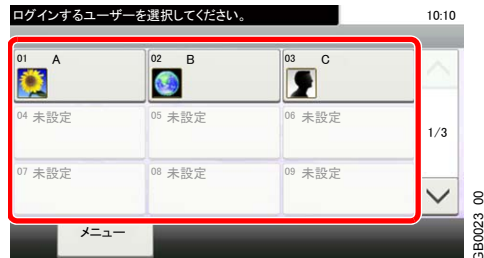 ログインするユーザーを選択してください。 10:10
01 A 02 B 03 C
04 未設定 05 未設定 06 未設定
1/3
07 未設定 08 未設定 09 未設定
メニュー
GB0023 00